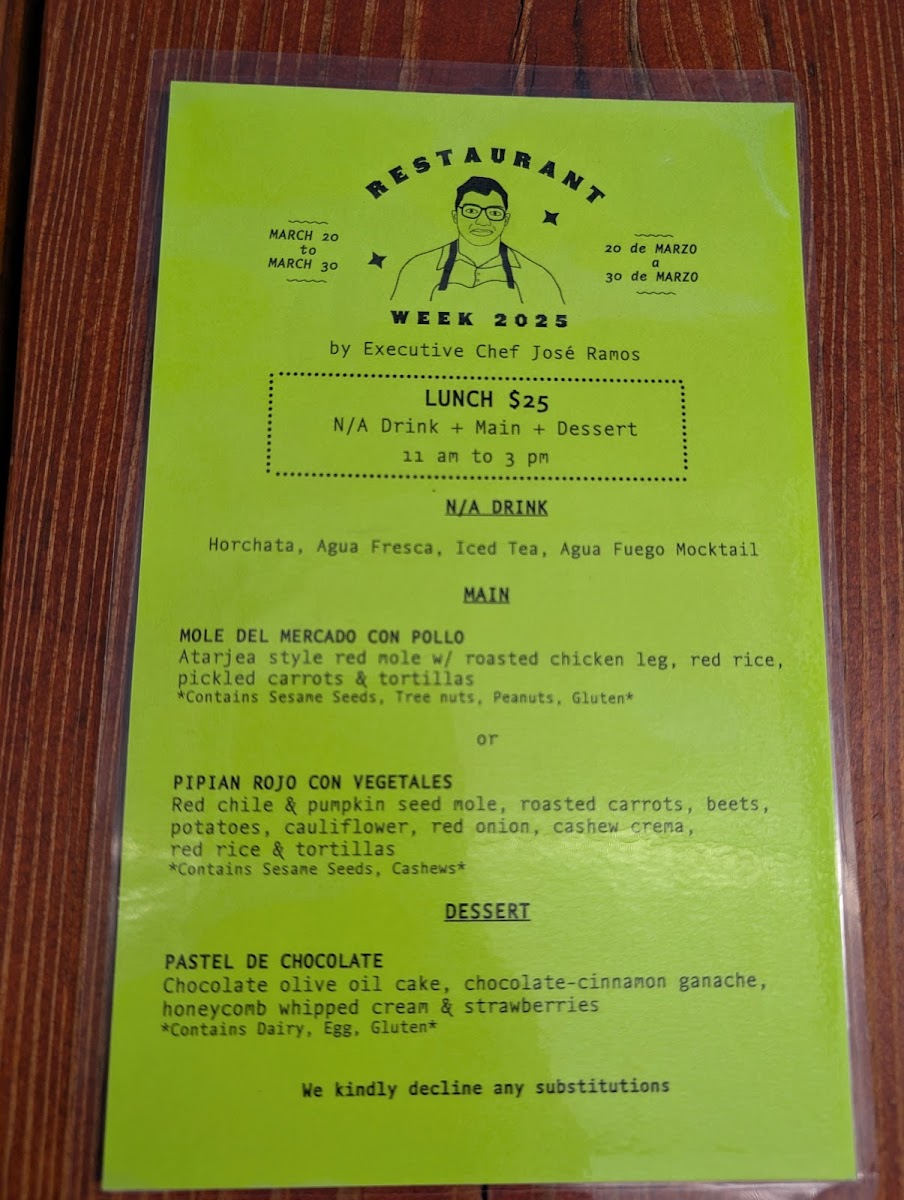 RESTAURANT
MARCH 20
to
MARCH 30
20 de MARZO
a
30 de MARZO
WEEK 2025
by Executive Chef José Ramos
LUNCH $25
N/A Drink + Main + Dessert
11 am to 3 pm
N/A DRINK
Horchata, Agua Fresca, Iced Tea, Agua Fuego Mocktail
MAIN
MOLE DEL MERCADO CON POLLO
Atarjea style red mole w/ roasted chicken leg, red rice,
pickled carrots & tortillas
*Contains Sesame Seeds, Tree nuts, Peanuts, Gluten*
or
PIPIAN ROJO CON VEGETALES
Red chile & pumpkin seed mole, roasted carrots, beets,
potatoes, cauliflower, red onion, cashew crema,
red rice & tortillas
*Contains Sesame Seeds, Cashews*
DESSERT
PASTEL DE CHOCOLATE
Chocolate olive oil cake, chocolate-cinnamon ganache,
honeycomb whipped cream & strawberries
*Contains Dairy, Egg, Gluten*
We kindly decline any substitutions